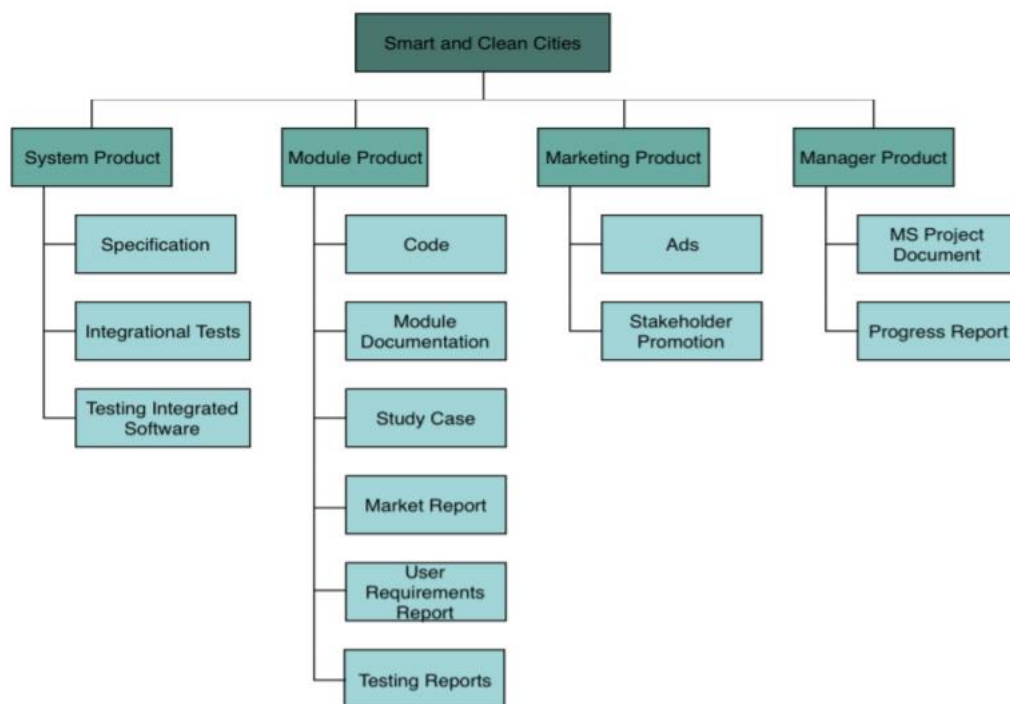 Smart and Clean Cities
System Product
Module Product
Marketing Product
Manager Product
Specification
Integrational Tests
Testing Integrated
Software
Code
Module
Documentation
Study Case
Market Report
User
Requirements
Report
Testing Reports
Ads
Stakeholder
Promotion
MS Project
Document
Progress Report